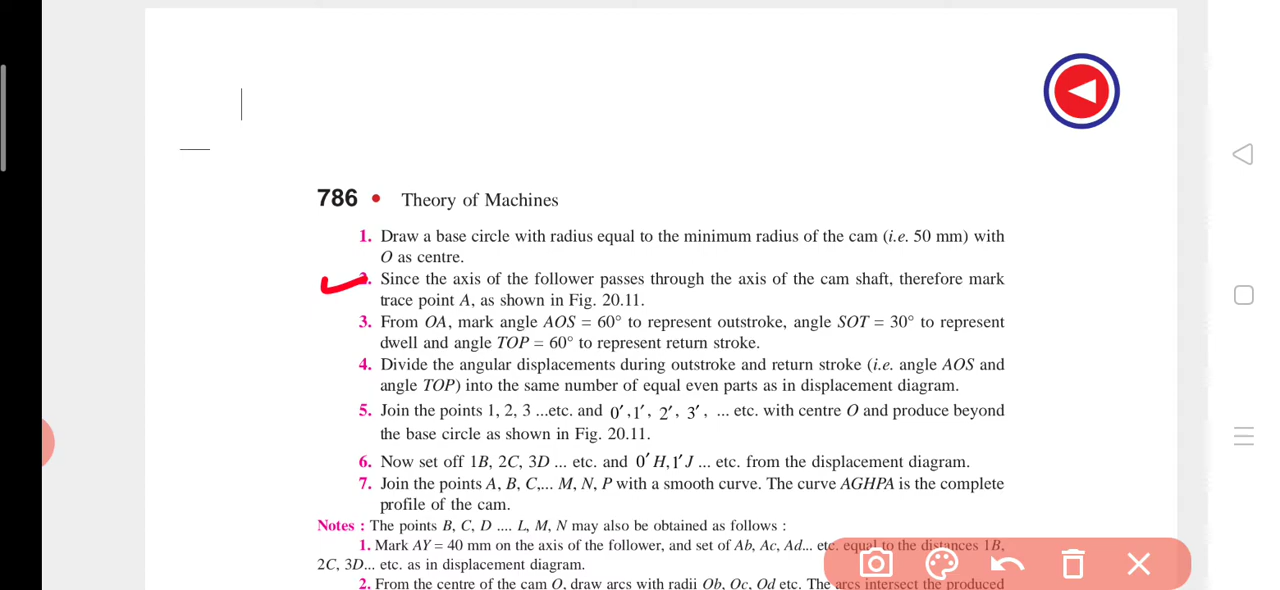 786 • Theory of Machines
1. Draw a base circle with radius equal to the minimum radius of the cam (i.e. 50 mm) with
O as centre.
2. Since the axis of the follower passes through the axis of the cam shaft, therefore mark
trace point A, as shown in Fig. 20.11.
3. From OA, mark angle AOS = 60° to represent outstroke, angle SOT = 30° to represent
dwell and angle TOP = 60° to represent return stroke.
4. Divide the angular displacements during outstroke and return stroke (i.e. angle AOS and
angle TOP) into the same number of equal even parts as in displacement diagram.
5. Join the points 1, 2, 3 ...etc. and 0′, 1′, 2′, 3′, ... etc. with centre O and produce beyond
the base circle as shown in Fig. 20.11.
6. Now set off 1B, 2C, 3D ... etc. and 0′H, 1′J ... etc. from the displacement diagram.
7. Join the points A, B, C,... M, N, P with a smooth curve. The curve AGHPA is the complete
profile of the cam.
Notes : The points B, C, D .... L, M, N may also be obtained as follows :
1. Mark AY = 40 mm on the axis of the follower, and set of Ab, Ac, Ad... etc. equal to the distances 1B,
2C, 3D... etc. as in displacement diagram.
2. From the centre of the cam O, draw arcs with radii Ob, Oc, Od etc. The arcs intersect the produced